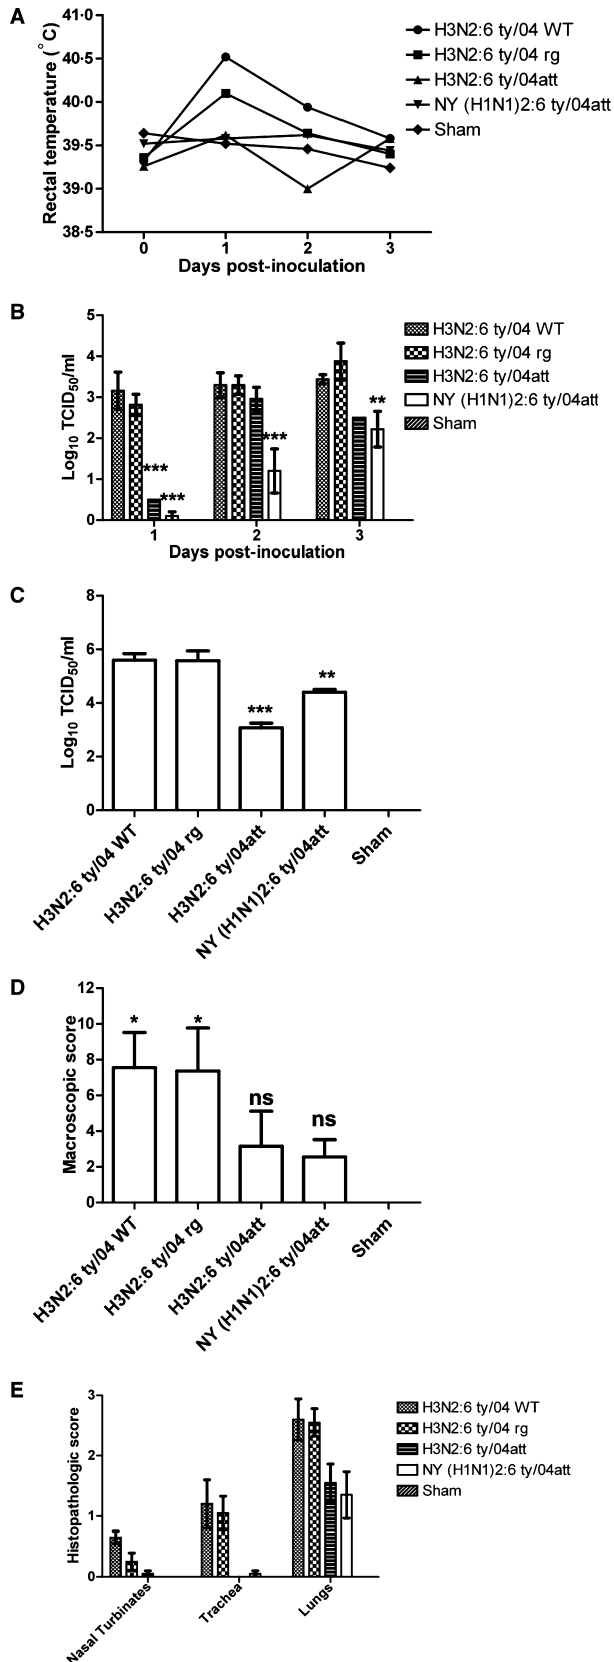 A
Rectal temperature (°C)
41·0
40·5
40·0
39·5
39·0
38·5
0 1 2 3
Days post-inoculation
H3N2:6 ty/04 WT
H3N2:6 ty/04 rg
H3N2:6 ty/04att
NY (H1N1)2:6 ty/04att
Sham
B
Log10 TCID50/ml
5
4
3
2
1
0
***
***
***
**
1 2 3
Days post-inoculation
H3N2:6 ty/04 WT
H3N2:6 ty/04 rg
H3N2:6 ty/04att
NY (H1N1)2:6 ty/04att
Sham
C
Log10 TCID50/ml
8
6
4
2
0
***
**
H3N2:6 ty/04 WT
H3N2:6 ty/04 rg
H3N2:6 ty/04att
NY (H1N1)2:6 ty/04att
Sham
D
Macroscopic score
12
10
8
6
4
2
0
*
*
ns
ns
H3N2:6 ty/04 WT
H3N2:6 ty/04 rg
H3N2:6 ty/04att
NY (H1N1)2:6 ty/04att
Sham
E
Histopathologic score
3
2
1
0
Nasal Turbinates
Trachea
Lungs
H3N2:6 ty/04 WT
H3N2:6 ty/04 rg
H3N2:6 ty/04att
NY (H1N1)2:6 ty/04att
Sham